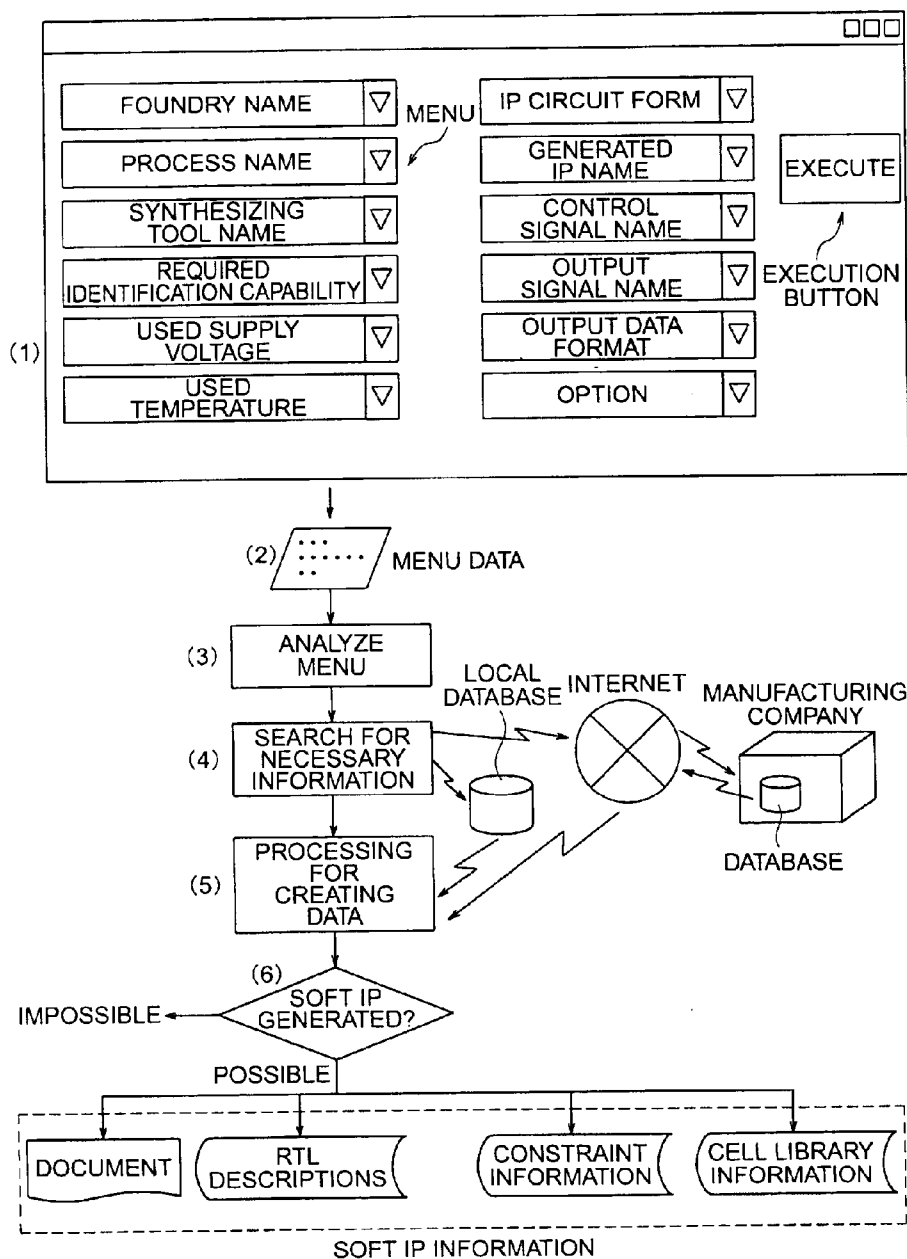 FOUNDRY NAME
PROCESS NAME
SYNTHESIZING
TOOL NAME
REQUIRED
IDENTIFICATION CAPABILITY
USED SUPPLY
VOLTAGE
USED
TEMPERATURE
MENU
IP CIRCUIT FORM
GENERATED
IP NAME
CONTROL
SIGNAL NAME
OUTPUT
SIGNAL NAME
OUTPUT DATA
FORMAT
OPTION
EXECUTE
EXECUTION
BUTTON
(1)
(2)
MENU DATA
(3)
ANALYZE
MENU
(4)
SEARCH FOR
NECESSARY
INFORMATION
LOCAL
DATABASE
INTERNET
MANUFACTURING
COMPANY
DATABASE
(5)
PROCESSING
FOR
CREATING
DATA
(6)
SOFT IP
GENERATED?
IMPOSSIBLE
POSSIBLE
DOCUMENT
RTL
DESCRIPTIONS
CONSTRAINT
INFORMATION
CELL LIBRARY
INFORMATION
SOFT IP INFORMATION